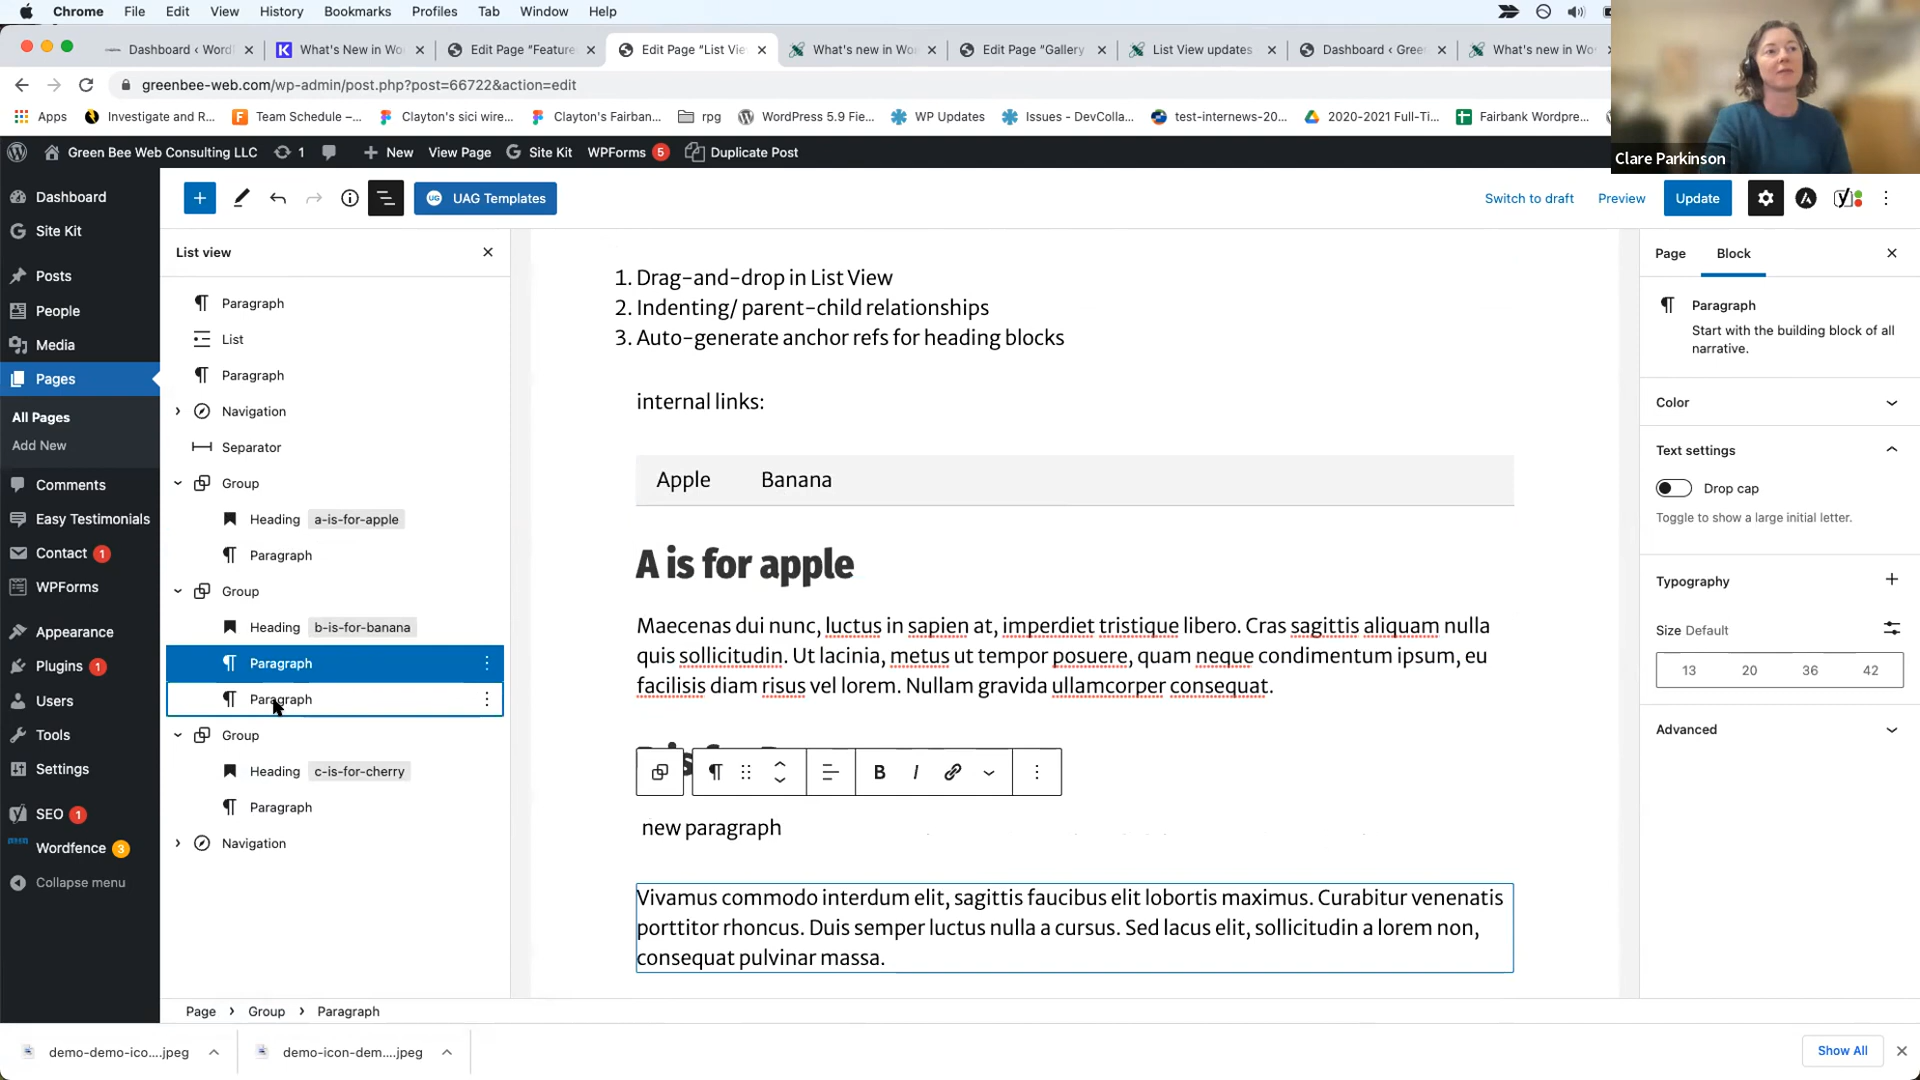 Chrome File Edit View History Bookmarks Profiles Tab Window Help
Dashboard ‹ Word
What's New in Wo
Edit Page “Feature
Edit Page “List Vie
What's new in Wo
Edit Page “Gallery
List View updates
Dashboard ‹ Gree
What's new in Wo
greenbee-web.com/wp-admin/post.php?post=66722&action=edit
Apps Investigate and R... Team Schedule –... Clayton's sici wire... Clayton's Fairban... rpg WordPress 5.9 Fie... WP Updates Issues - DevColla... test-internews-20... 2020-2021 Full-Ti... Fairbank Wordpre...
Clare Parkinson
Green Bee Web Consulting LLC 1 New View Page Site Kit WPForms 5 Duplicate Post
Dashboard
Site Kit
Posts
People
Media
Pages
All Pages
Add New
Comments
Easy Testimonials
Contact 1
WPForms
Appearance
Plugins 1
Users
Tools
Settings
SEO 1
Wordfence 3
Collapse menu
UAG Templates
Switch to draft Preview Update
List view
Paragraph
List
Paragraph
Navigation
Separator
Group
Heading a-is-for-apple
Paragraph
Group
Heading b-is-for-banana
Paragraph
Paragraph
Group
Heading c-is-for-cherry
Paragraph
Navigation
1. Drag-and-drop in List View
2. Indenting/ parent-child relationships
3. Auto-generate anchor refs for heading blocks
internal links:
Apple Banana
A is for apple
Maecenas dui nunc, luctus in sapien at, imperdiet tristique libero. Cras sagittis aliquam nulla
quis sollicitudin. Ut lacinia, metus ut tempor posuere, quam neque condimentum ipsum, eu
facilisis diam risus vel lorem. Nullam gravida ullamcorper consequat.
B I
new paragraph
Vivamus commodo interdum elit, sagittis faucibus elit lobortis maximus. Curabitur venenatis
porttitor rhoncus. Duis semper luctus nulla a cursus. Sed lacus elit, sollicitudin a lorem non,
consequat pulvinar massa.
Page Block
Paragraph
Start with the building block of all
narrative.
Color
Text settings
Drop cap
Toggle to show a large initial letter.
Typography
Size Default
13 20 36 42
Advanced
Page Group Paragraph
demo-demo-ico....jpeg
demo-icon-dem....jpeg
Show All